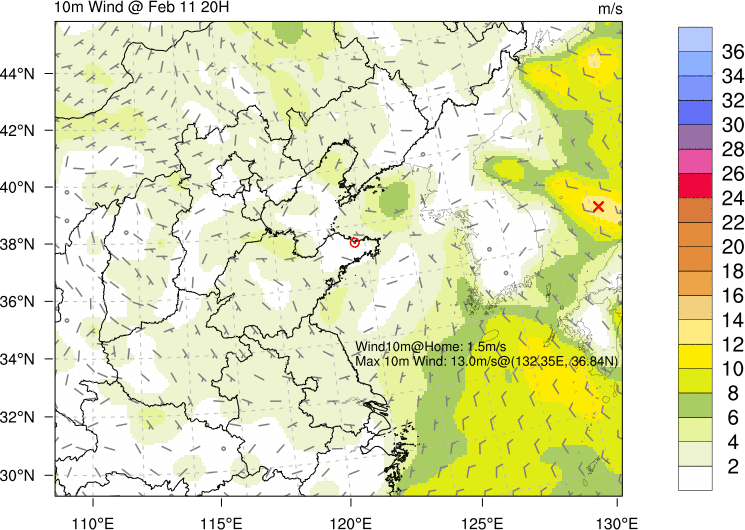 10m Wind @ Feb 11 20H
m/s
44°N
42°N
40°N
38°N
36°N
34°N
32°N
30°N
110°E
115°E
120°E
125°E
130°E
Wind10m@Home: 1.5m/s
Max 10m Wind: 13.0m/s@(132.35E, 36.84N)
36
34
32
30
28
26
24
22
20
18
16
14
12
10
8
6
4
2